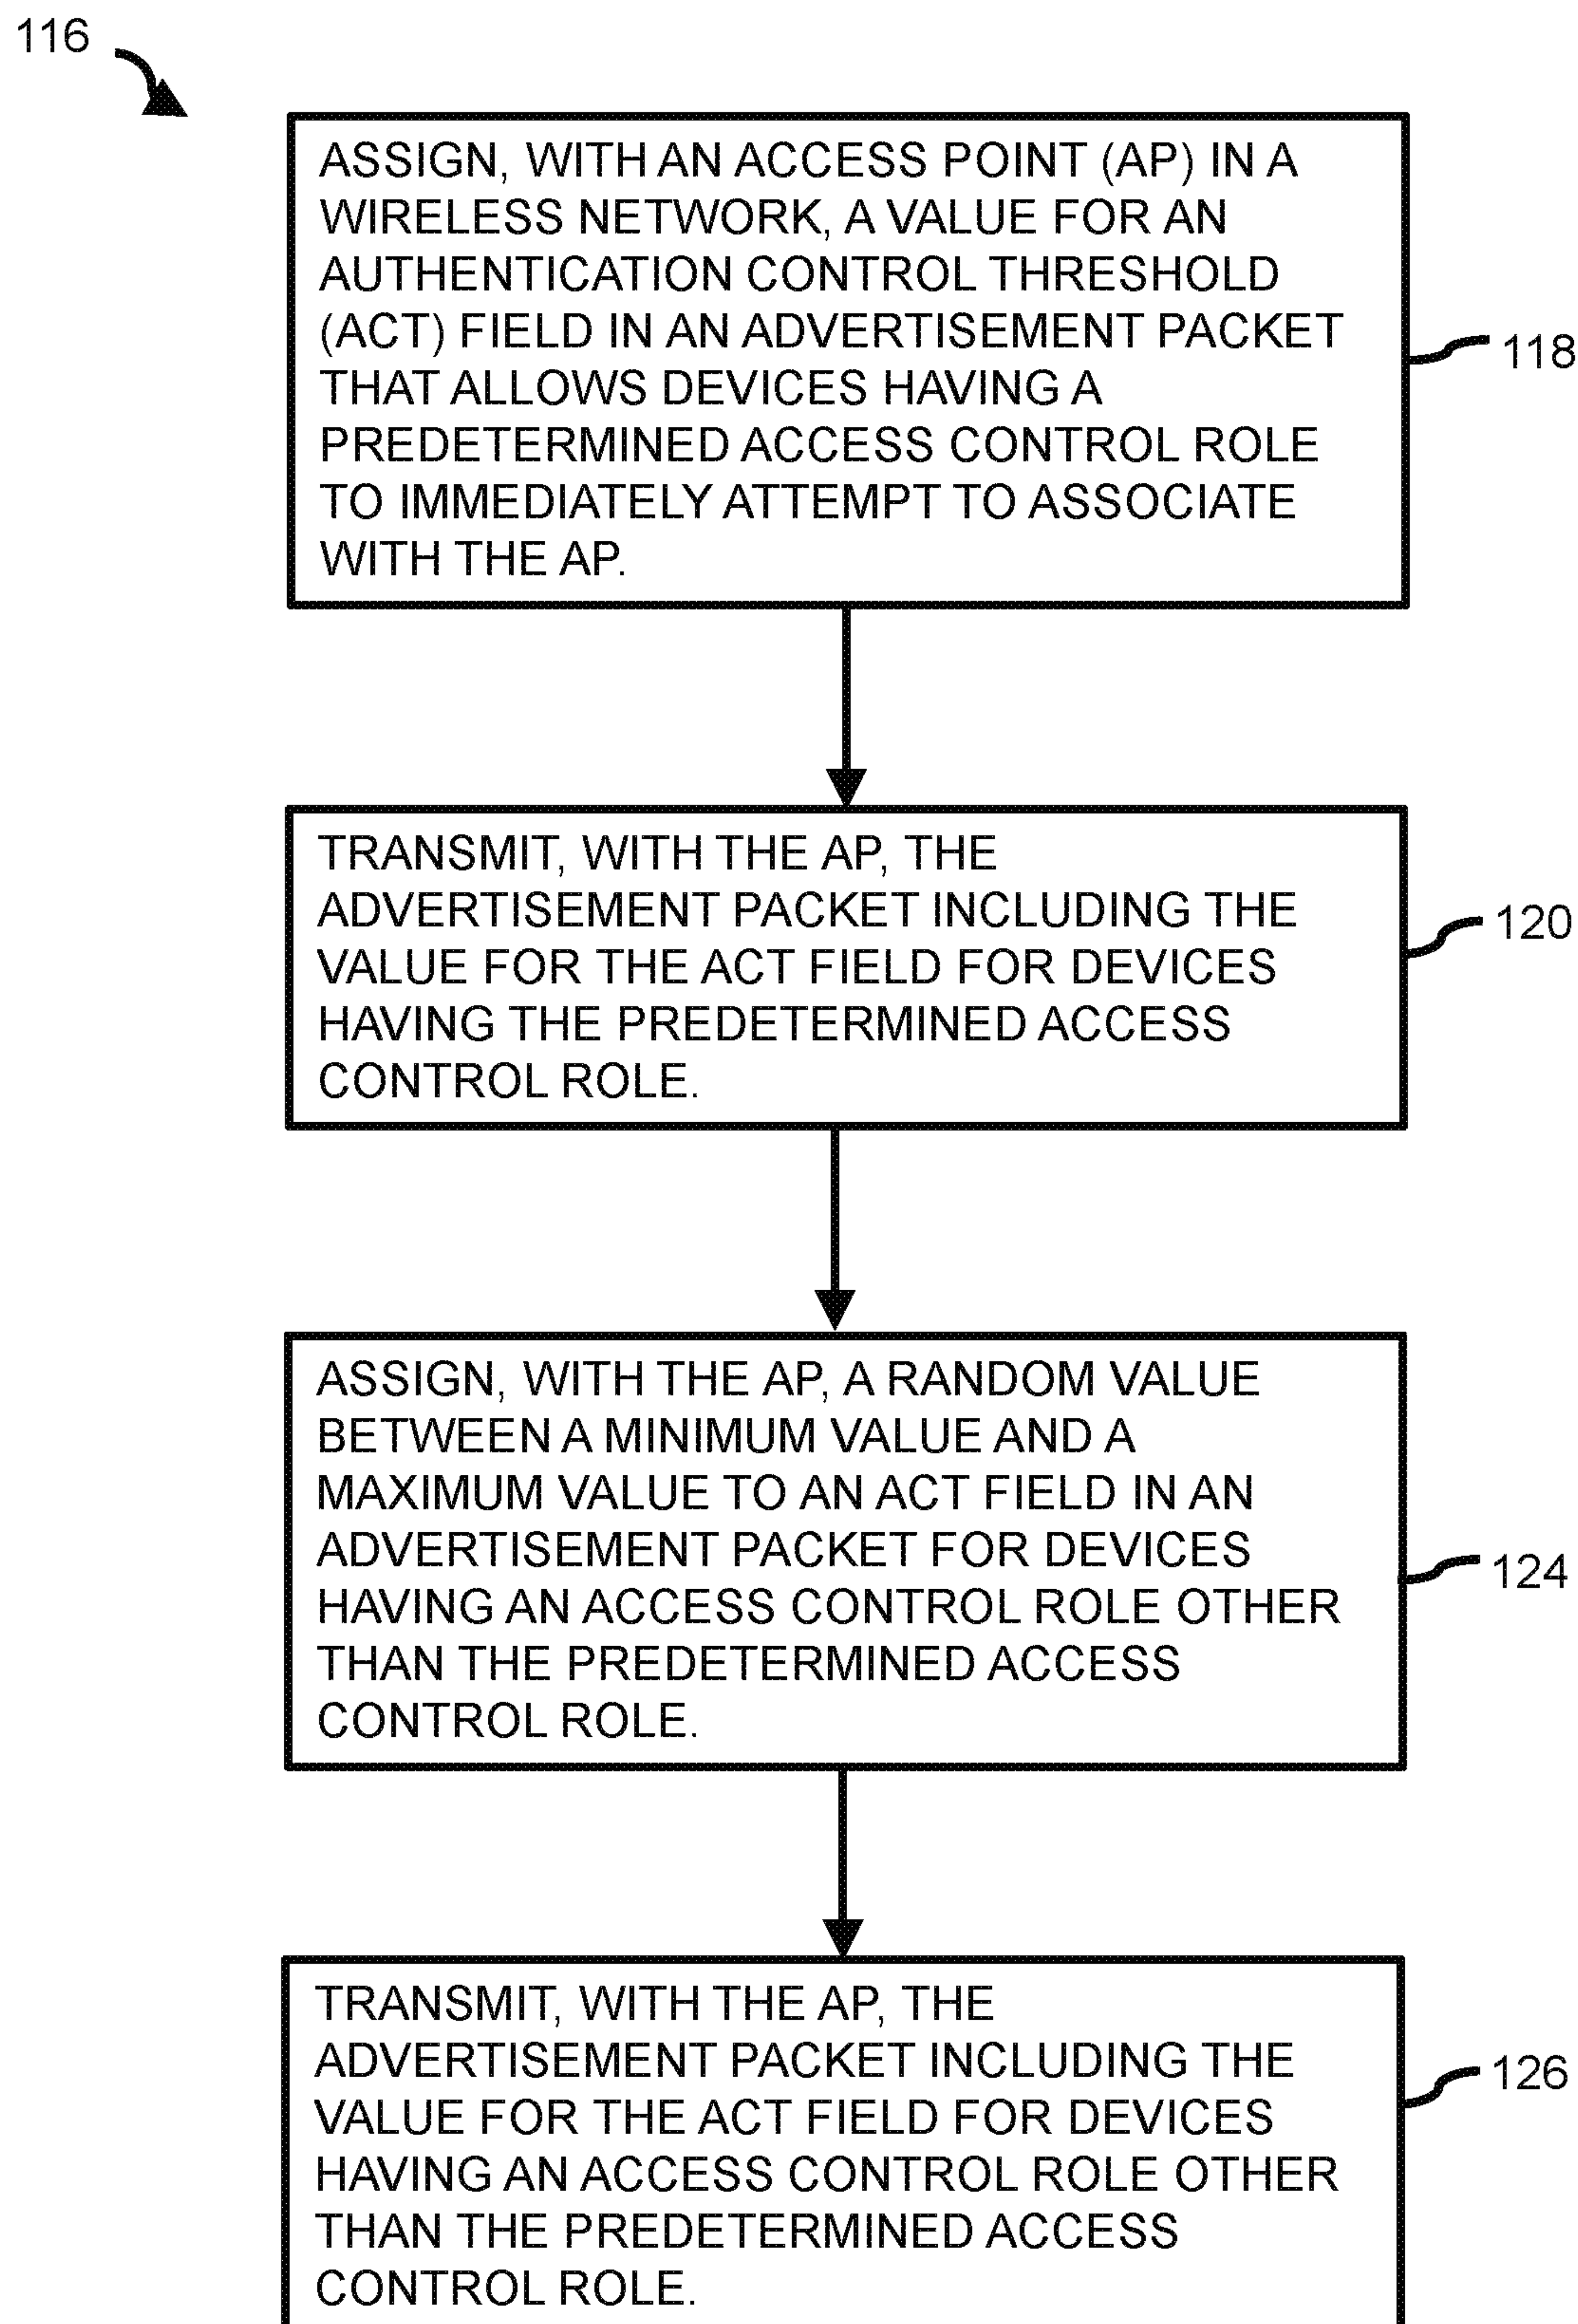 116
ASSIGN, WITH AN ACCESS POINT (AP) IN A
WIRELESS NETWORK, A VALUE FOR AN
AUTHENTICATION CONTROL THRESHOLD
(ACT) FIELD IN AN ADVERTISEMENT PACKET
THAT ALLOWS DEVICES HAVING A
PREDETERMINED ACCESS CONTROL ROLE
TO IMMEDIATELY ATTEMPT TO ASSOCIATE
WITH THE AP.
118
TRANSMIT, WITH THE AP, THE
ADVERTISEMENT PACKET INCLUDING THE
VALUE FOR THE ACT FIELD FOR DEVICES
HAVING THE PREDETERMINED ACCESS
CONTROL ROLE.
120
ASSIGN, WITH THE AP, A RANDOM VALUE
BETWEEN A MINIMUM VALUE AND A
MAXIMUM VALUE TO AN ACT FIELD IN AN
ADVERTISEMENT PACKET FOR DEVICES
HAVING AN ACCESS CONTROL ROLE OTHER
THAN THE PREDETERMINED ACCESS
CONTROL ROLE.
124
TRANSMIT, WITH THE AP, THE
ADVERTISEMENT PACKET INCLUDING THE
VALUE FOR THE ACT FIELD FOR DEVICES
HAVING AN ACCESS CONTROL ROLE OTHER
THAN THE PREDETERMINED ACCESS
CONTROL ROLE.
126